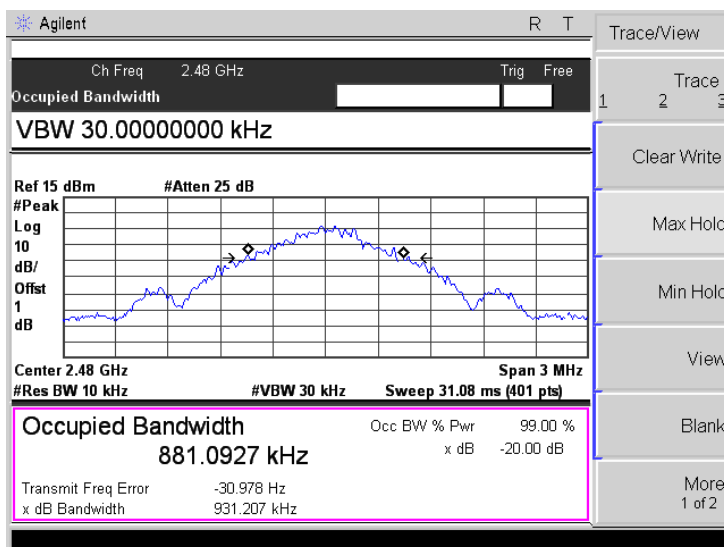 Agilent R T
Ch Freq 2.48 GHz Trig Free
Occupied Bandwidth
VBW 30.00000000 kHz
Ref 15 dBm #Atten 25 dB
#Peak
Log
10
dB/
Offst
1
dB
Center 2.48 GHz Span 3 MHz
#Res BW 10 kHz #VBW 30 kHz Sweep 31.08 ms (401 pts)
Occupied Bandwidth Occ BW % Pwr 99.00 %
881.0927 kHz x dB -20.00 dB
Transmit Freq Error -30.978 Hz
x dB Bandwidth 931.207 kHz
Trace/View
Trace
1 2 3
Clear Write
Max Hold
Min Hold
View
Blank
More
1 of 2